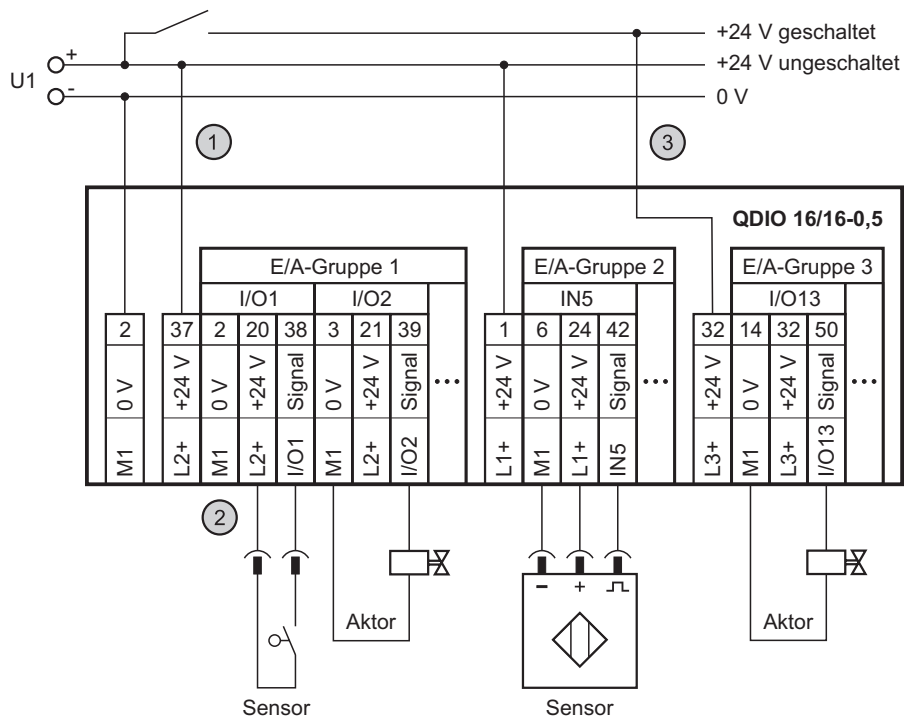 +24 V geschaltet
U1
+
+24 V ungeschaltet
-
0 V
1
3
QDIO 16/16-0,5
E/A-Gruppe 1
E/A-Gruppe 2
E/A-Gruppe 3
I/O1
I/O2
IN5
I/O13
2
37
2
20
38
3
21
39
1
6
24
42
32
14
32
50
0 V
+24 V
0 V
+24 V
Signal
0 V
+24 V
Signal
...
+24 V
0 V
+24 V
Signal
...
+24 V
0 V
+24 V
Signal
...
M1
L2+
M1
L2+
I/O1
M1
L2+
I/O2
L1+
M1
L1+
IN5
L3+
M1
L3+
I/O13
2
-
+
Aktor
Aktor
Sensor
Sensor